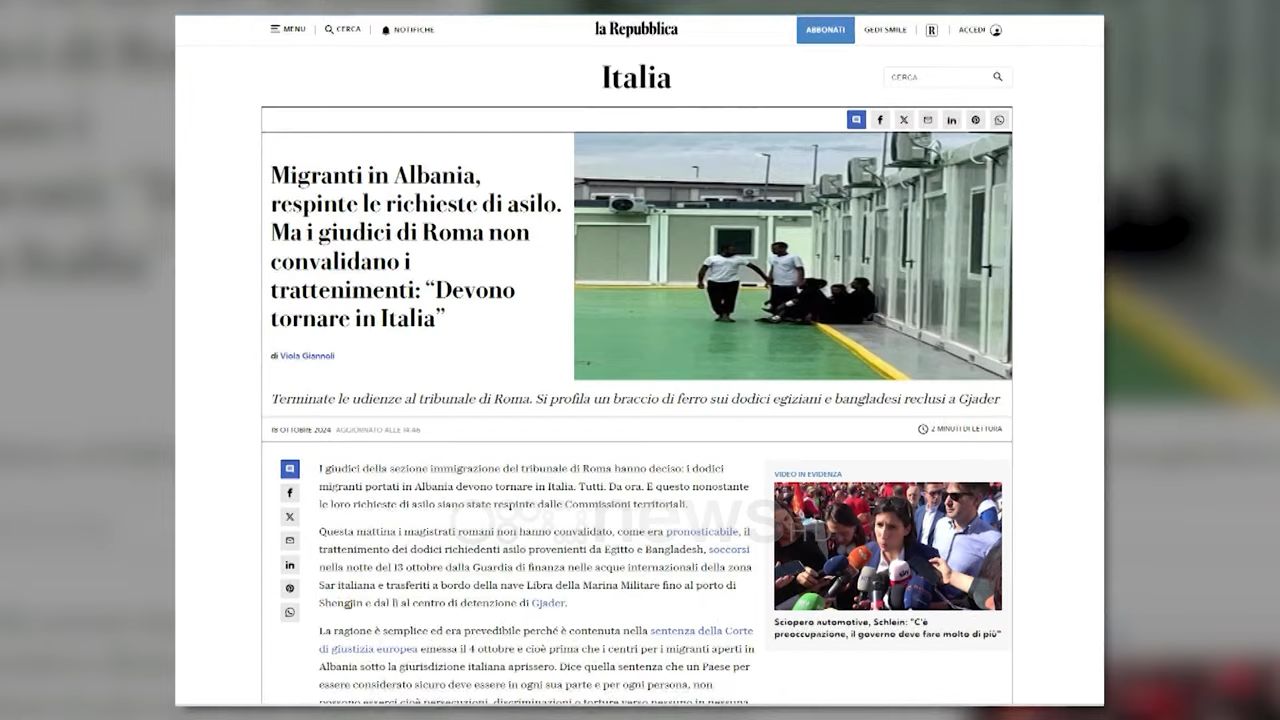 MENU
CERCA
NOTIFICHE
la Repubblica
ABBONATI
GEDI SMILE
R
ACCEDI
Italia
CERCA
Migranti in Albania,
respinte le richieste di asilo.
Ma i giudici di Roma non
convalidano i
trattenimenti: “Devono
tornare in Italia”
di Viola Giannoli
Terminate le udienze al tribunale di Roma. Si profila un braccio di ferro sui dodici egiziani e bangladesi reclusi a Gjader
18 OTTOBRE 2024 AGGIORNATO ALLE 14:46
2 MINUTI DI LETTURA
I giudici della sezione immigrazione del tribunale di Roma hanno deciso: i dodici
migranti portati in Albania devono tornare in Italia. Tutti. Da ora. E questo nonostante
le loro richieste di asilo siano state respinte dalle Commissioni territoriali.
Questa mattina i magistrati romani non hanno convalidato, come era pronosticabile, il
trattenimento dei dodici richiedenti asilo provenienti da Egitto e Bangladesh, soccorsi
nella notte del 13 ottobre dalla Guardia di finanza nelle acque internazionali della zona
Sar italiana e trasferiti a bordo della nave Libra della Marina Militare fino al porto di
Shengjin e dal lì al centro di detenzione di Gjader.
La ragione è semplice ed era prevedibile perché è contenuta nella sentenza della Corte
di giustizia europea emessa il 4 ottobre e cioè prima che i centri per i migranti aperti in
Albania sotto la giurisdizione italiana aprissero. Dice quella sentenza che un Paese per
essere considerato sicuro deve essere in ogni sua parte e per ogni persona, non
possono esserci cioè persecuzioni, discriminazioni o torture verso nessuno in nessuna
VIDEO IN EVIDENZA
Sciopero automotive, Schlein: "C'è
preoccupazione, il governo deve fare molto di più"